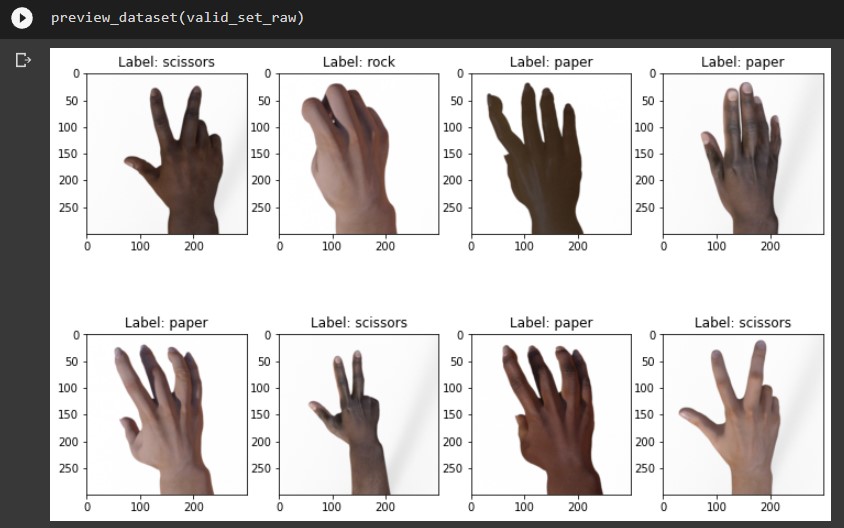 preview_dataset(valid_set_raw)
Label: scissors
Label: rock
Label: paper
Label: paper
0 0 0 0
50 50 50 50
100 100 100 100
150 150 150 150
200 200 200 200
250 250 250 250
0 100 200 0 100 200 0 100 200 0 100 200
Label: paper
Label: scissors
Label: paper
Label: scissors
0 0 0 0
50 50 50 50
100 100 100 100
150 150 150 150
200 200 200 200
250 250 250 250
0 100 200 0 100 200 0 100 200 0 100 200